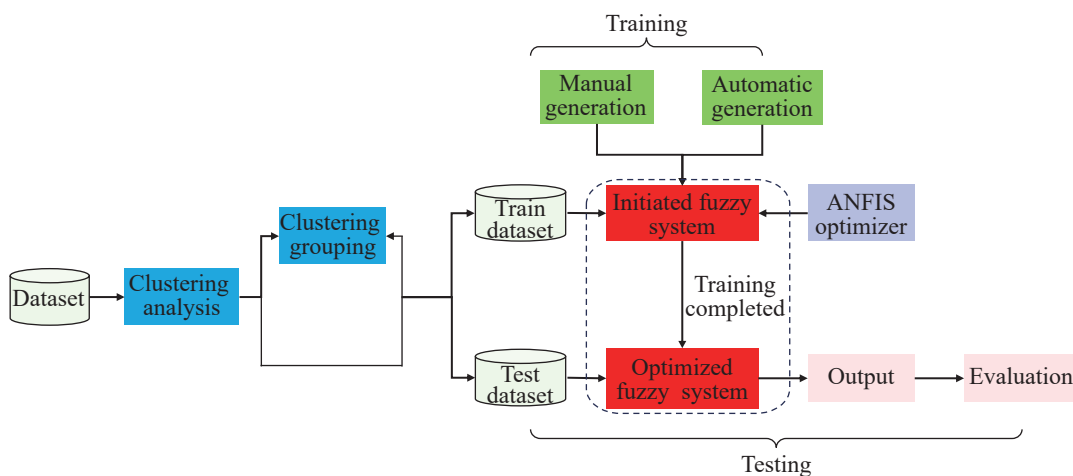 Training
Manual
generation
Automatic
generation
Train
dataset
Initiated fuzzy
system
ANFIS
optimizer
Clustering
grouping
Dataset
Clustering
analysis
Training
completed
Test
dataset
Optimized
fuzzy system
Output
Evaluation
Testing